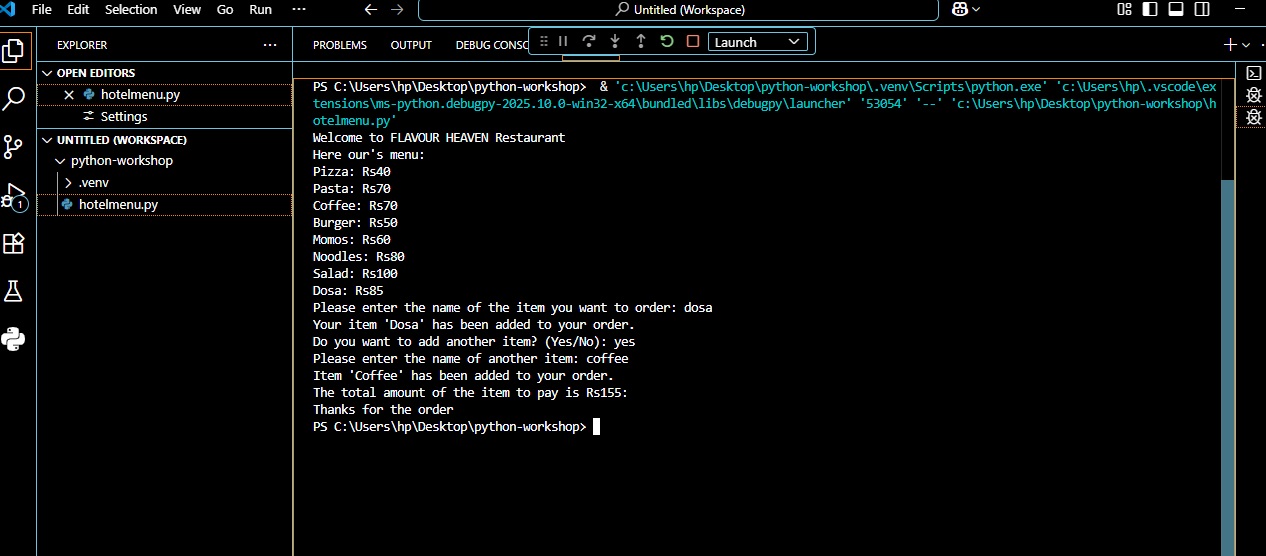 File Edit Selection View Go Run ··· Untitled (Workspace)
EXPLORER ···
PROBLEMS OUTPUT DEBUG CONSO Launch
OPEN EDITORS
hotelmenu.py
Settings
UNTITLED (WORKSPACE)
python-workshop
.venv
hotelmenu.py
1
PS C:\Users\hp\Desktop\python-workshop> & 'c:\Users\hp\Desktop\python-workshop\.venv\Scripts\python.exe' 'c:\Users\hp\.vscode\ex
tensions\ms-python.debugpy-2025.10.0-win32-x64\bundled\libs\debugpy\launcher' '53054' '--' 'c:\Users\hp\Desktop\python-workshop\h
otelmenu.py'
Welcome to FLAVOUR HEAVEN Restaurant
Here our's menu:
Pizza: Rs40
Pasta: Rs70
Coffee: Rs70
Burger: Rs50
Momos: Rs60
Noodles: Rs80
Salad: Rs100
Dosa: Rs85
Please enter the name of the item you want to order: dosa
Your item 'Dosa' has been added to your order.
Do you want to add another item? (Yes/No): yes
Please enter the name of another item: coffee
Item 'Coffee' has been added to your order.
The total amount of the item to pay is Rs155:
Thanks for the order
PS C:\Users\hp\Desktop\python-workshop>